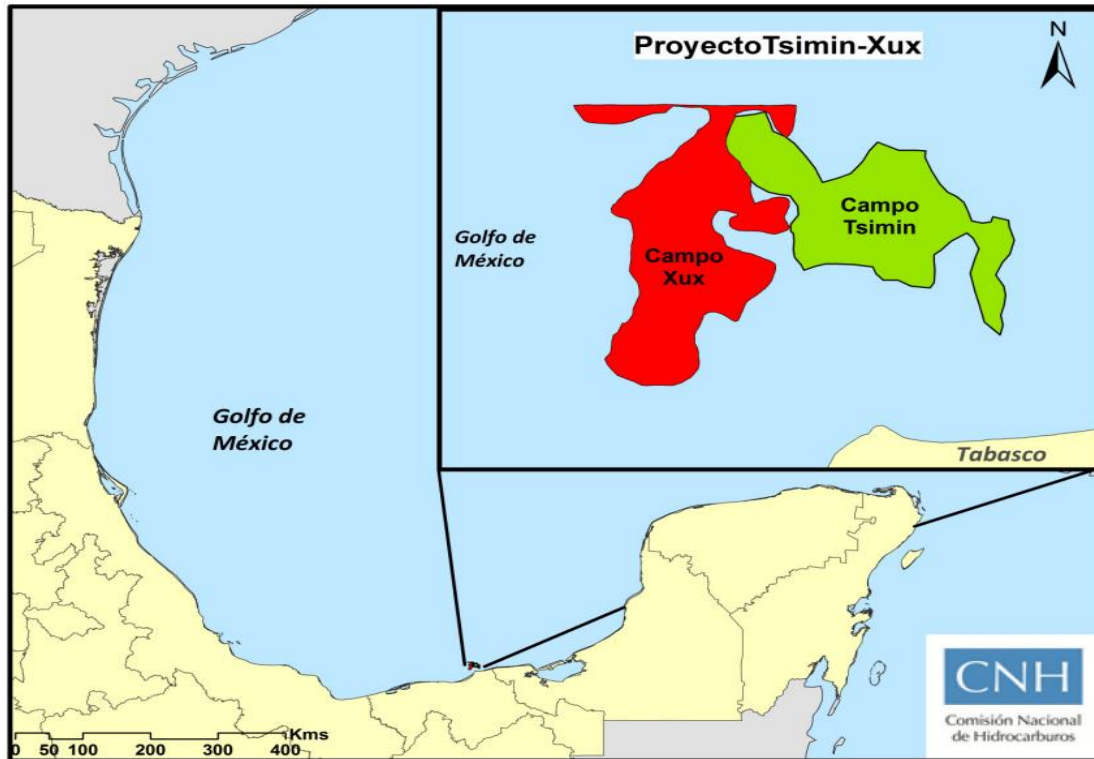 ProyectoTsimin-Xux
N
Campo
Tsimin
Golfo de
México
Campo
Xux
Tabasco
Golfo de
México
Kms
0 50 100 200 300 400
CNH
Comisión Nacional
de Hidrocarburos